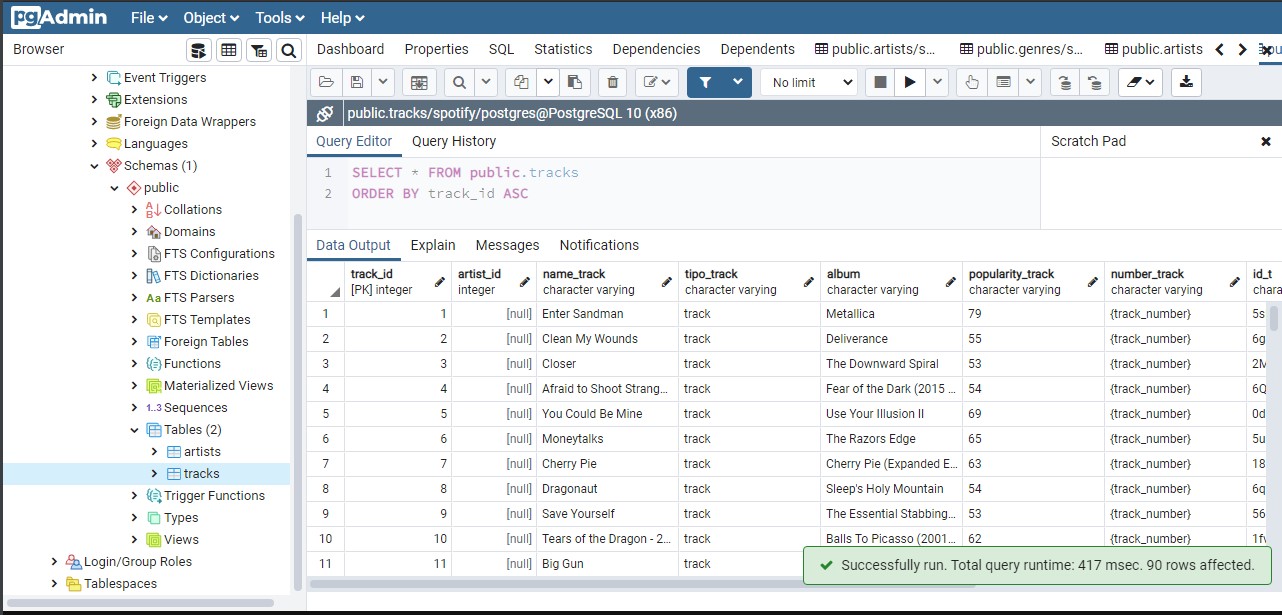 pgAdmin File Object Tools Help
Browser Dashboard Properties SQL Statistics Dependencies Dependents public.artists/s... public.genres/s... public.artists
No limit
public.tracks/spotify/postgres@PostgreSQL 10 (x86)
Query Editor Query History Scratch Pad
1 SELECT * FROM public.tracks
2 ORDER BY track_id ASC
Data Output Explain Messages Notifications
track_id artist_id name_track tipo_track album popularity_track number_track id_t
[PK] integer integer character varying character varying character varying character varying character varying chara
1 1 [null] Enter Sandman track Metallica 79 {track_number} 5s
2 2 [null] Clean My Wounds track Deliverance 55 {track_number} 6g
3 3 [null] Closer track The Downward Spiral 53 {track_number} 2M
4 4 [null] Afraid to Shoot Strang... track Fear of the Dark (2015 ... 54 {track_number} 6Q
5 5 [null] You Could Be Mine track Use Your Illusion II 69 {track_number} 0d
6 6 [null] Moneytalks track The Razors Edge 65 {track_number} 5u
7 7 [null] Cherry Pie track Cherry Pie (Expanded E... 63 {track_number} 18
8 8 [null] Dragonaut track Sleep's Holy Mountain 54 {track_number} 6q
9 9 [null] Save Yourself track The Essential Stabbing... 53 {track_number} 56
10 10 [null] Tears of the Dragon - 2... track Balls To Picasso (2001... 62 {track_number}
11 11 [null] Big Gun track
Successfully run. Total query runtime: 417 msec. 90 rows affected.
Event Triggers
Extensions
Foreign Data Wrappers
Languages
Schemas (1)
public
Collations
Domains
FTS Configurations
FTS Dictionaries
Aa FTS Parsers
FTS Templates
Foreign Tables
Functions
Materialized Views
1..3 Sequences
Tables (2)
artists
tracks
Trigger Functions
Types
Views
Login/Group Roles
Tablespaces